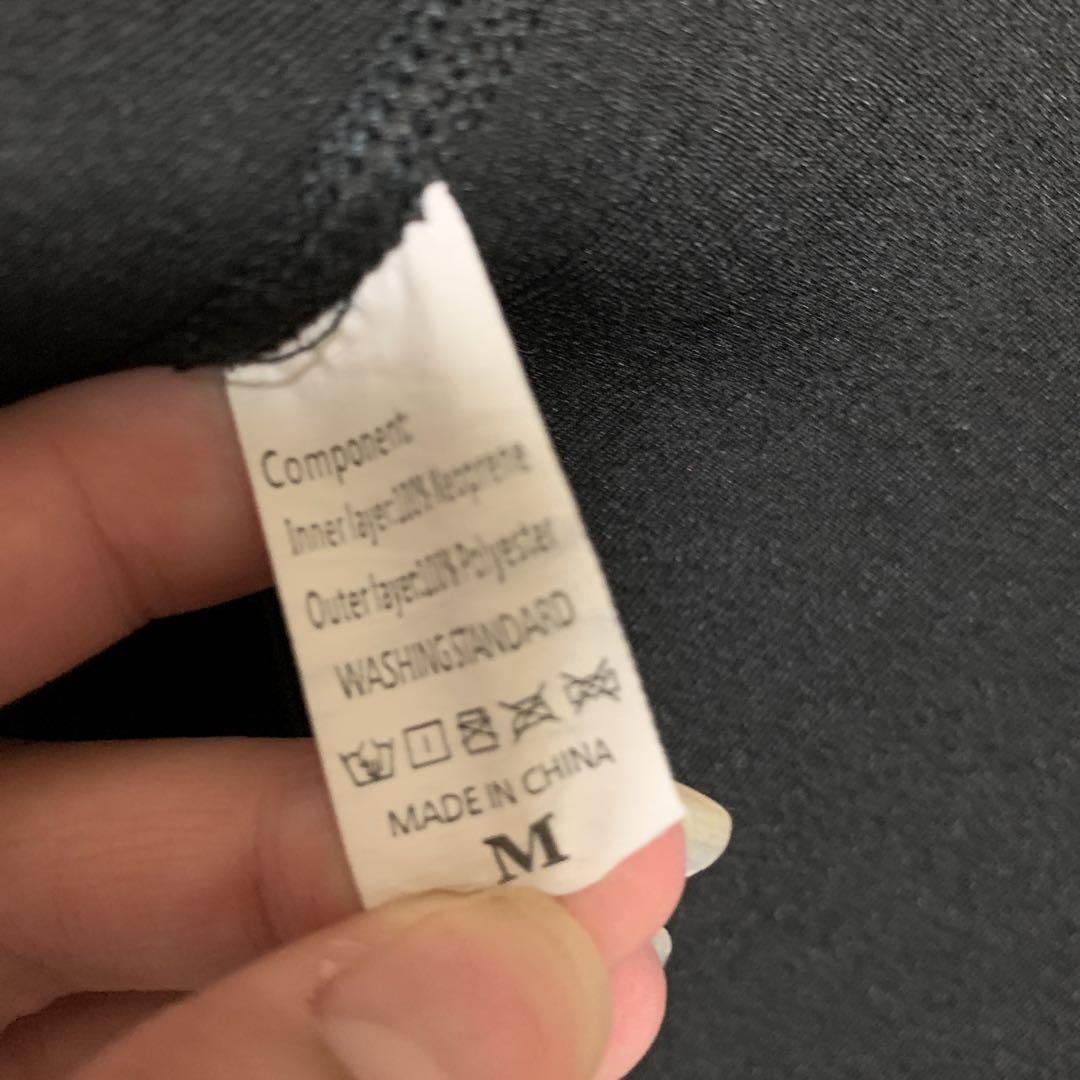 Component
Inner layer:100% Neoprene
Outer layer:100% Polyester
WASHING STANDARD
MADE IN CHINA
M